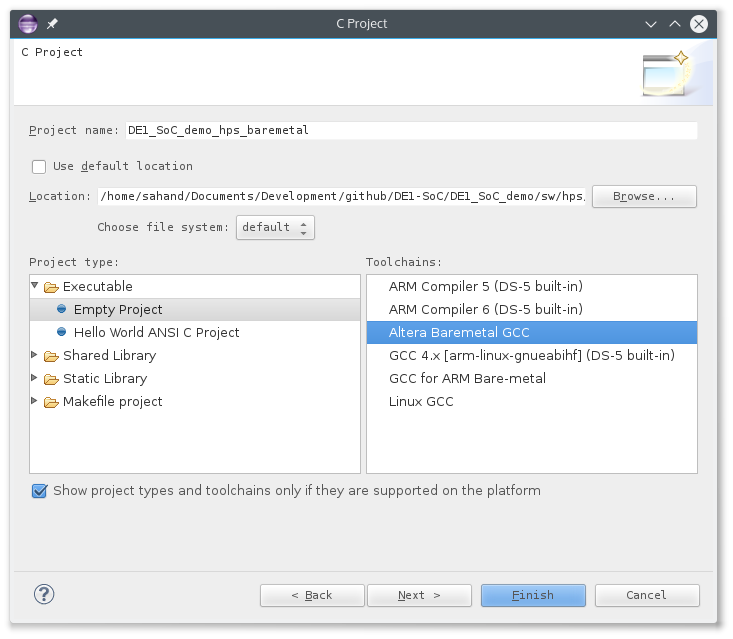 C Project
C Project
Project name: DE1_SoC_demo_hps_baremetal
Use default location
Location: /home/sahand/Documents/Development/github/DE1-SoC/DE1_SoC_demo/sw/hps/ Browse...
Choose file system: default
Project type: Toolchains:
Executable ARM Compiler 5 (DS-5 built-in)
Empty Project ARM Compiler 6 (DS-5 built-in)
Hello World ANSI C Project Altera Baremetal GCC
Shared Library GCC 4.x [arm-linux-gnueabihf] (DS-5 built-in)
Static Library GCC for ARM Bare-metal
Makefile project Linux GCC
Show project types and toolchains only if they are supported on the platform
? < Back Next > Finish Cancel